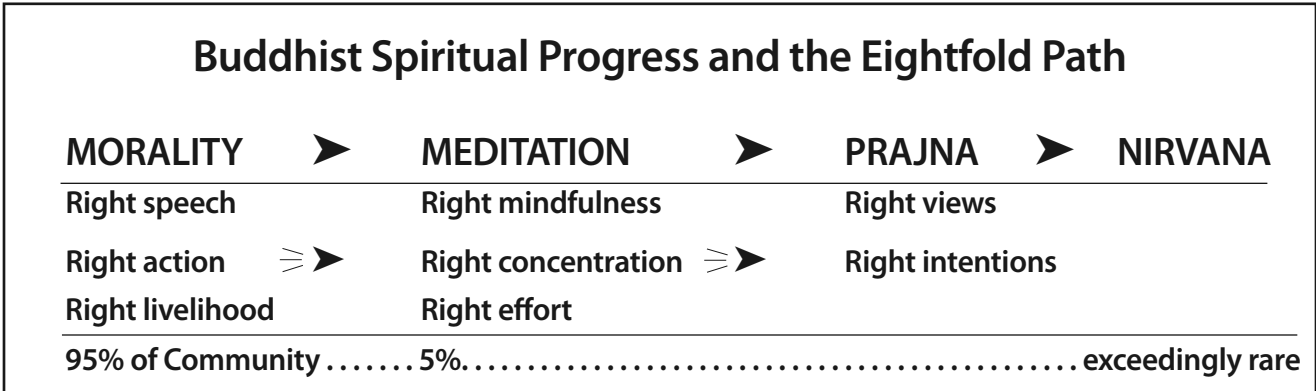 Buddhist Spiritual Progress and the Eightfold Path
MORALITY ➤ MEDITATION ➤ PRAJNA ➤ NIRVANA
Right speech Right mindfulness Right views
Right action ➤ Right concentration ➤ Right intentions
Right livelihood Right effort
95% of Community . . . . . . . 5%. . . . . . . . . . . . . . . . . . . . . . . . . . . . . . . . . . . . . . . . . . . . . . . exceedingly rare